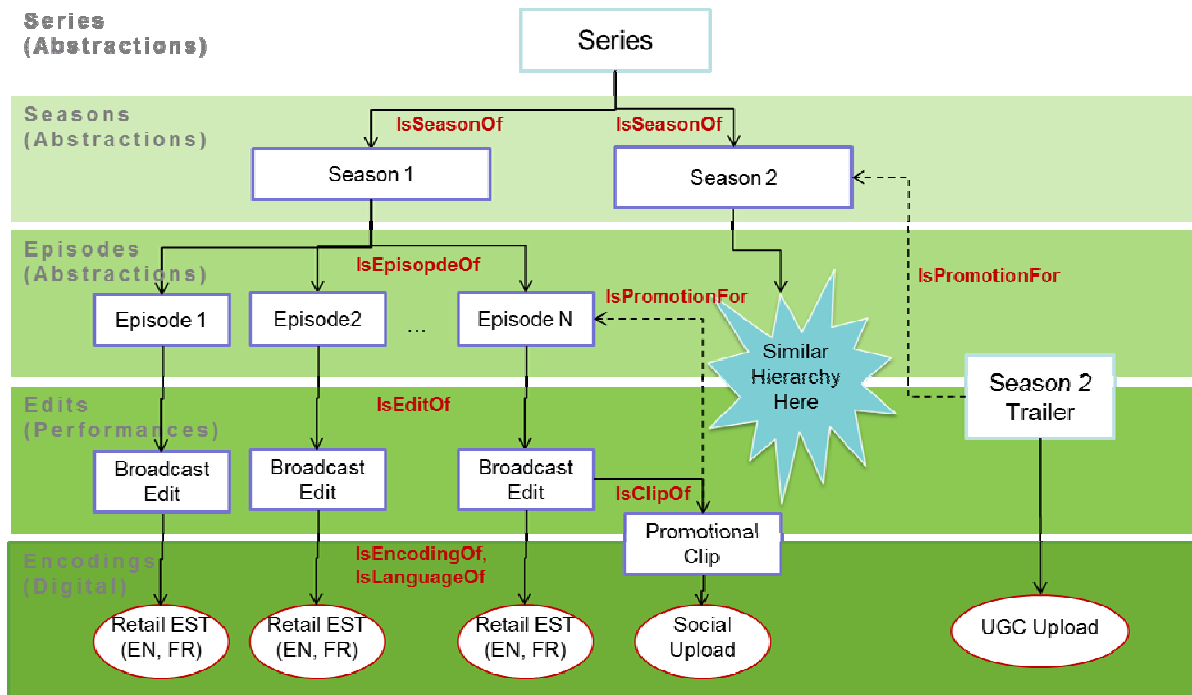 Series
(Abstractions)
Series
Seasons
(Abstractions)
IsSeasonOf
IsSeasonOf
Season 1
Season 2
Episodes
(Abstractions)
IsEpisopdeOf
IsPromotionFor
IsPromotionFor
Episode 1
Episode2
...
Episode N
Similar
Hierarchy
Here
Season 2
Trailer
Edits
(Performances)
IsEditOf
Broadcast
Edit
Broadcast
Edit
Broadcast
Edit
IsClipOf
Promotional
Clip
Encodings
(Digital)
IsEncodingOf,
IsLanguageOf
Retail EST
(EN, FR)
Retail EST
(EN, FR)
Retail EST
(EN, FR)
Social
Upload
UGC Upload